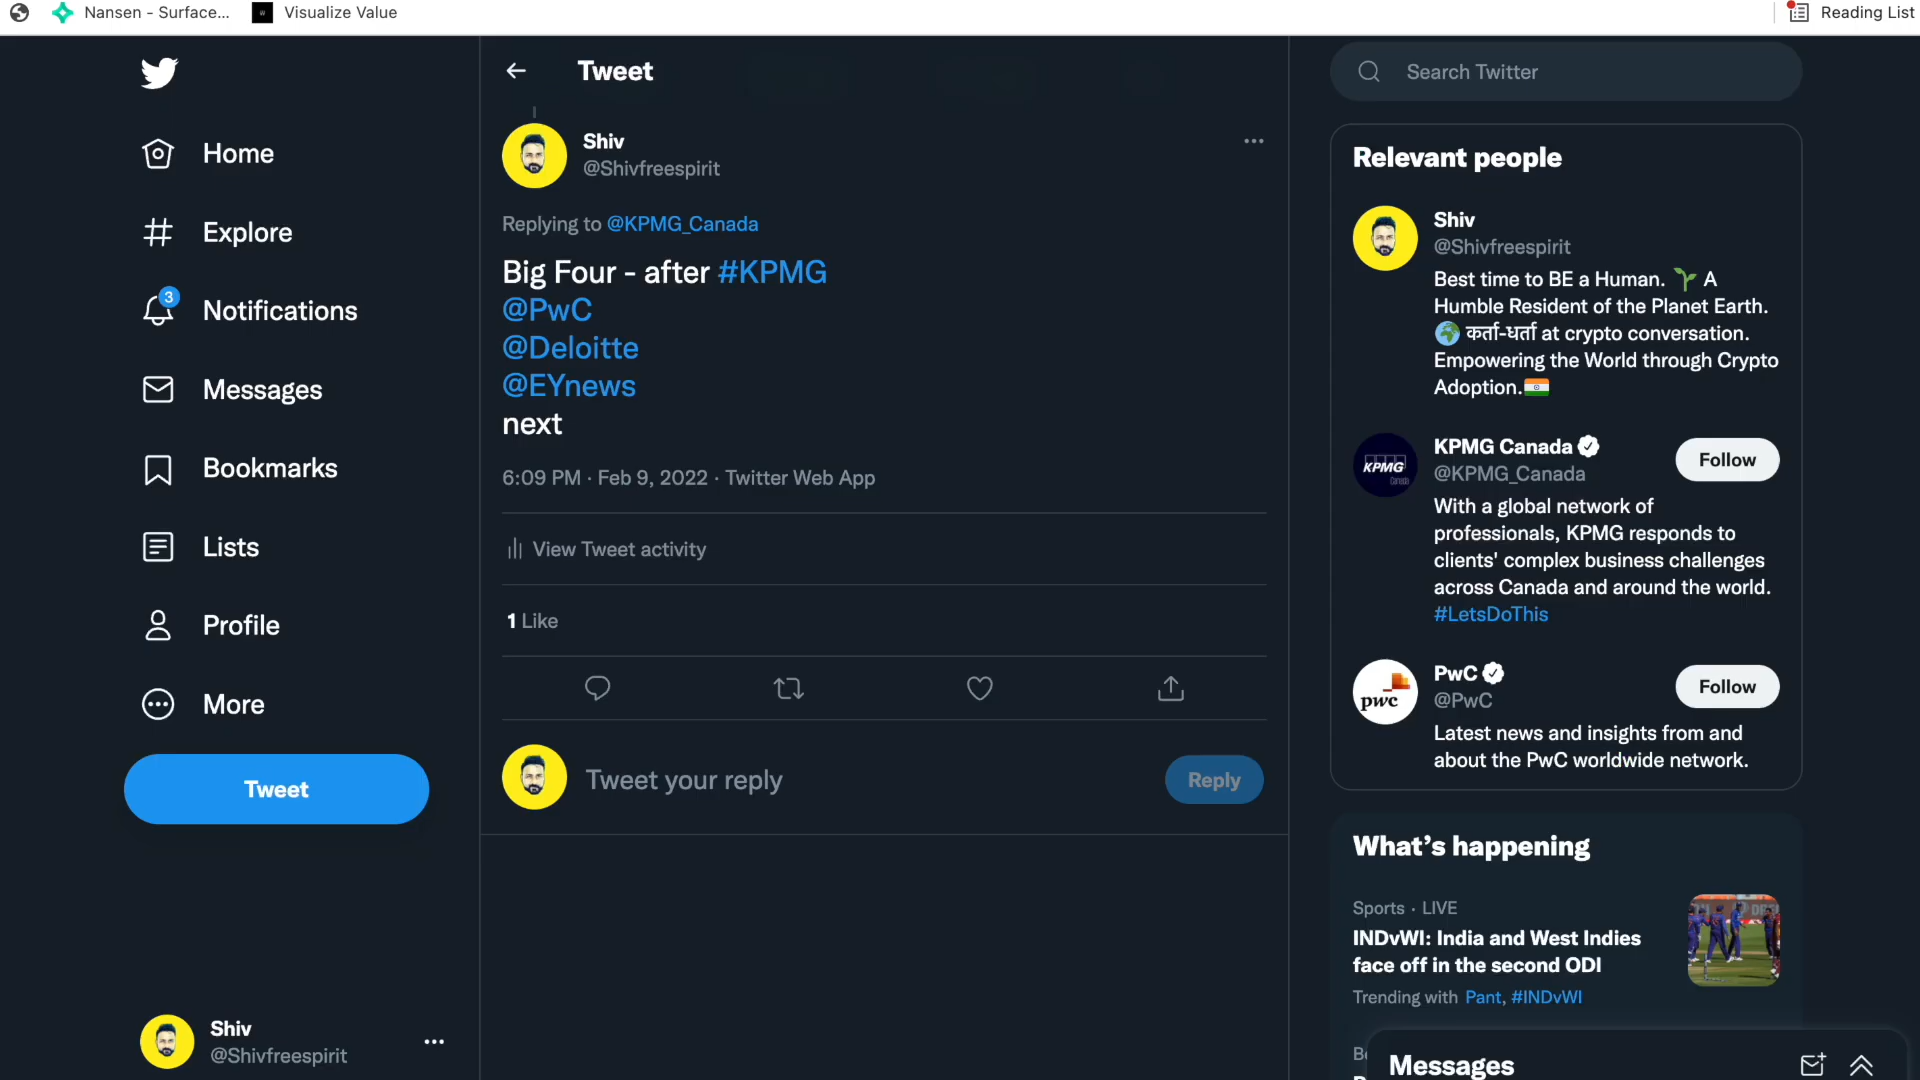 Nansen - Surface...
Visualize Value
Reading List
Home
Explore
3
Notifications
Messages
Bookmarks
Lists
Profile
More
Tweet
Shiv
@Shivfreespirit
Tweet
Shiv
@Shivfreespirit
Replying to @KPMG_Canada
Big Four - after #KPMG
@PwC
@Deloitte
@EYnews
next
6:09 PM · Feb 9, 2022 · Twitter Web App
View Tweet activity
1 Like
Tweet your reply
Reply
Search Twitter
Relevant people
Shiv
@Shivfreespirit
Best time to BE a Human. 🌱 A
Humble Resident of the Planet Earth.
🌍 कर्ता-धर्ता at crypto conversation.
Empowering the World through Crypto
Adoption.🇮🇳
KPMG
Canada
KPMG Canada
@KPMG_Canada
Follow
With a global network of
professionals, KPMG responds to
clients' complex business challenges
across Canada and around the world.
#LetsDoThis
pwc
PwC
@PwC
Follow
Latest news and insights from and
about the PwC worldwide network.
What's happening
Sports · LIVE
INDvWI: India and West Indies
face off in the second ODI
Trending with Pant, #INDvWI
Messages